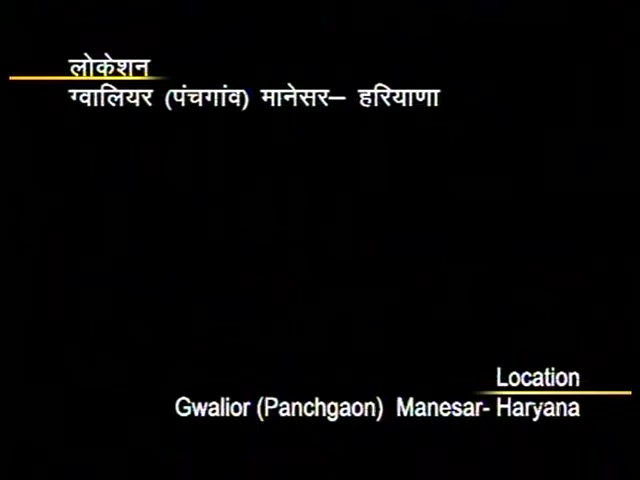 लोकेशन
ग्वालियर (पंचगांव) मानेसर– हरियाणा
Location
Gwalior (Panchgaon) Manesar- Haryana